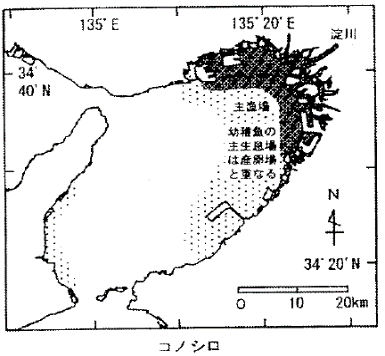 135°E
135°20'E
淀川
34°
40'N
主漁場
幼稚魚の
主生息場
は産卵場
と重なる
N
34°20'N
0 10 20km
コノシロ